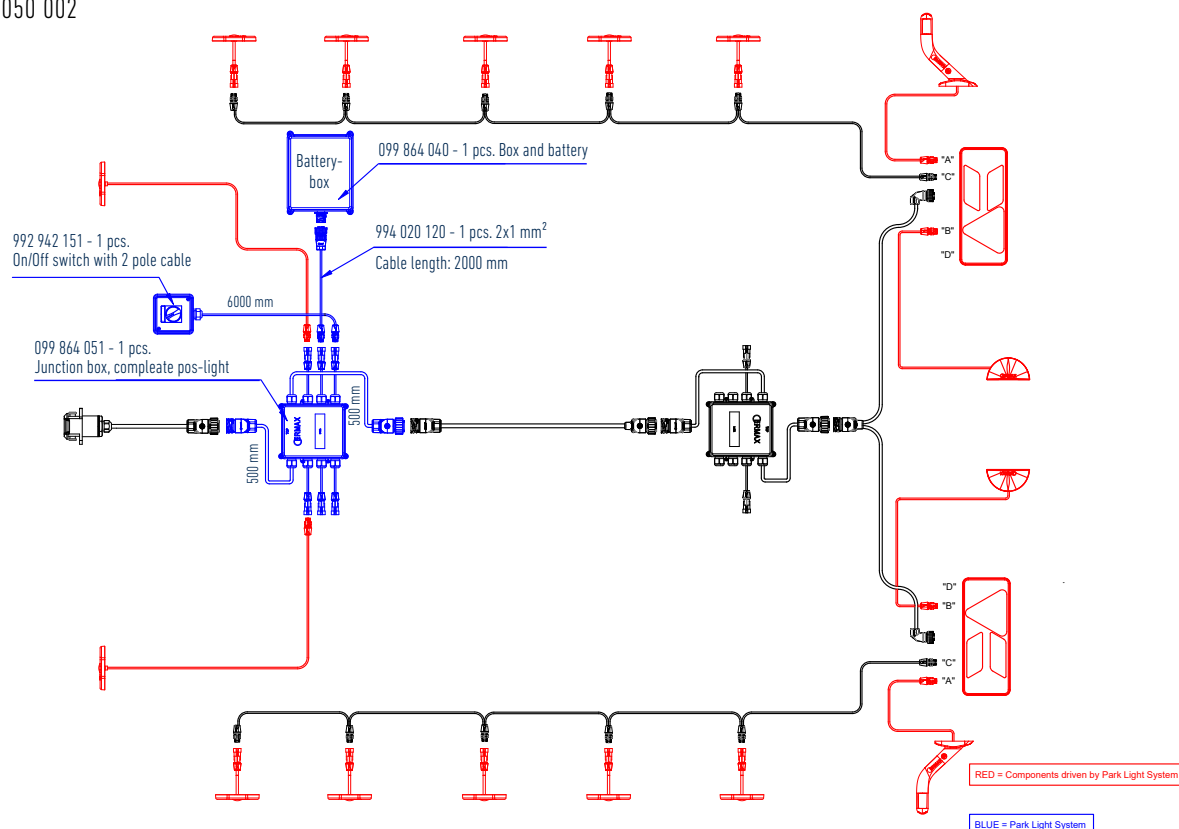 050 002
"A"
"C"
"B"
"D"
Battery-
box
099 864 040 - 1 pcs. Box and battery
994 020 120 - 1 pcs. 2x1 mm²
Cable length: 2000 mm
992 942 151 - 1 pcs.
On/Off switch with 2 pole cable
6000 mm
099 864 051 - 1 pcs.
Junction box, compleate pos-light
500 mm
500 mm
ERMAX
ERMAX
"D"
"B"
"C"
"A"
RED = Components driven by Park Light System
BLUE = Park Light System